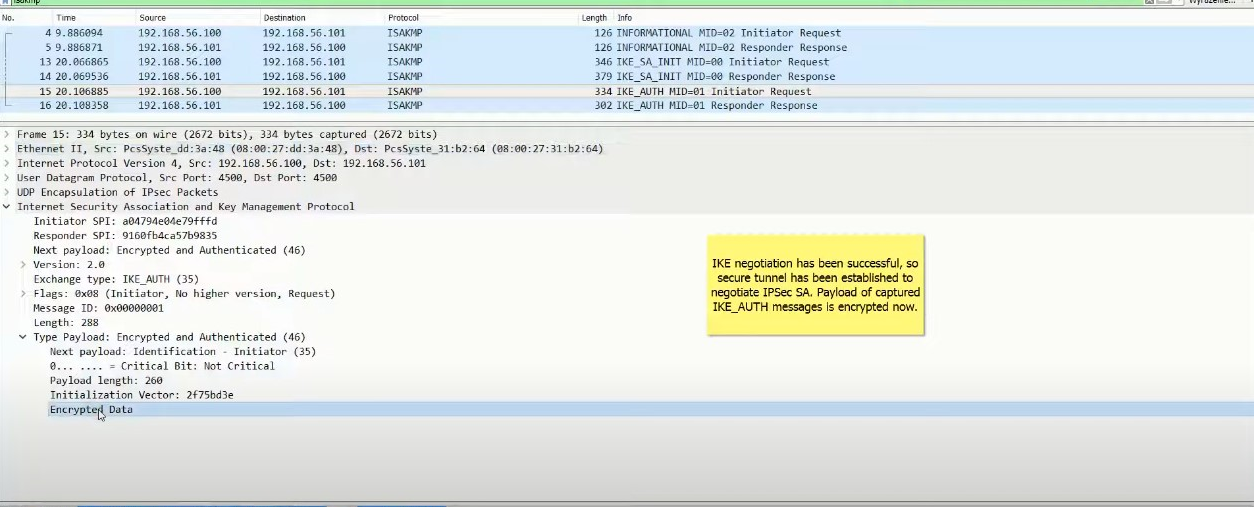 isakmp
Wyrażenie...
No. Time Source Destination Protocol Length Info
4 9.886094 192.168.56.100 192.168.56.101 ISAKMP 126 INFORMATIONAL MID=02 Initiator Request
5 9.886871 192.168.56.101 192.168.56.100 ISAKMP 126 INFORMATIONAL MID=02 Responder Response
13 20.066865 192.168.56.100 192.168.56.101 ISAKMP 346 IKE_SA_INIT MID=00 Initiator Request
14 20.069536 192.168.56.101 192.168.56.100 ISAKMP 379 IKE_SA_INIT MID=00 Responder Response
15 20.106885 192.168.56.100 192.168.56.101 ISAKMP 334 IKE_AUTH MID=01 Initiator Request
16 20.108358 192.168.56.101 192.168.56.100 ISAKMP 302 IKE_AUTH MID=01 Responder Response
Frame 15: 334 bytes on wire (2672 bits), 334 bytes captured (2672 bits)
Ethernet II, Src: PcsSyste_dd:3a:48 (08:00:27:dd:3a:48), Dst: PcsSyste_31:b2:64 (08:00:27:31:b2:64)
Internet Protocol Version 4, Src: 192.168.56.100, Dst: 192.168.56.101
User Datagram Protocol, Src Port: 4500, Dst Port: 4500
UDP Encapsulation of IPsec Packets
Internet Security Association and Key Management Protocol
Initiator SPI: a04794e04e79fffd
Responder SPI: 9160fb4ca57b9835
Next payload: Encrypted and Authenticated (46)
Version: 2.0
Exchange type: IKE_AUTH (35)
Flags: 0x08 (Initiator, No higher version, Request)
Message ID: 0x00000001
Length: 288
Type Payload: Encrypted and Authenticated (46)
Next payload: Identification - Initiator (35)
0... .... = Critical Bit: Not Critical
Payload length: 260
Initialization Vector: 2f75bd3e
Encrypted Data
IKE negotiation has been successful, so
secure tunnel has been established to
negotiate IPSec SA. Payload of captured
IKE_AUTH messages is encrypted now.